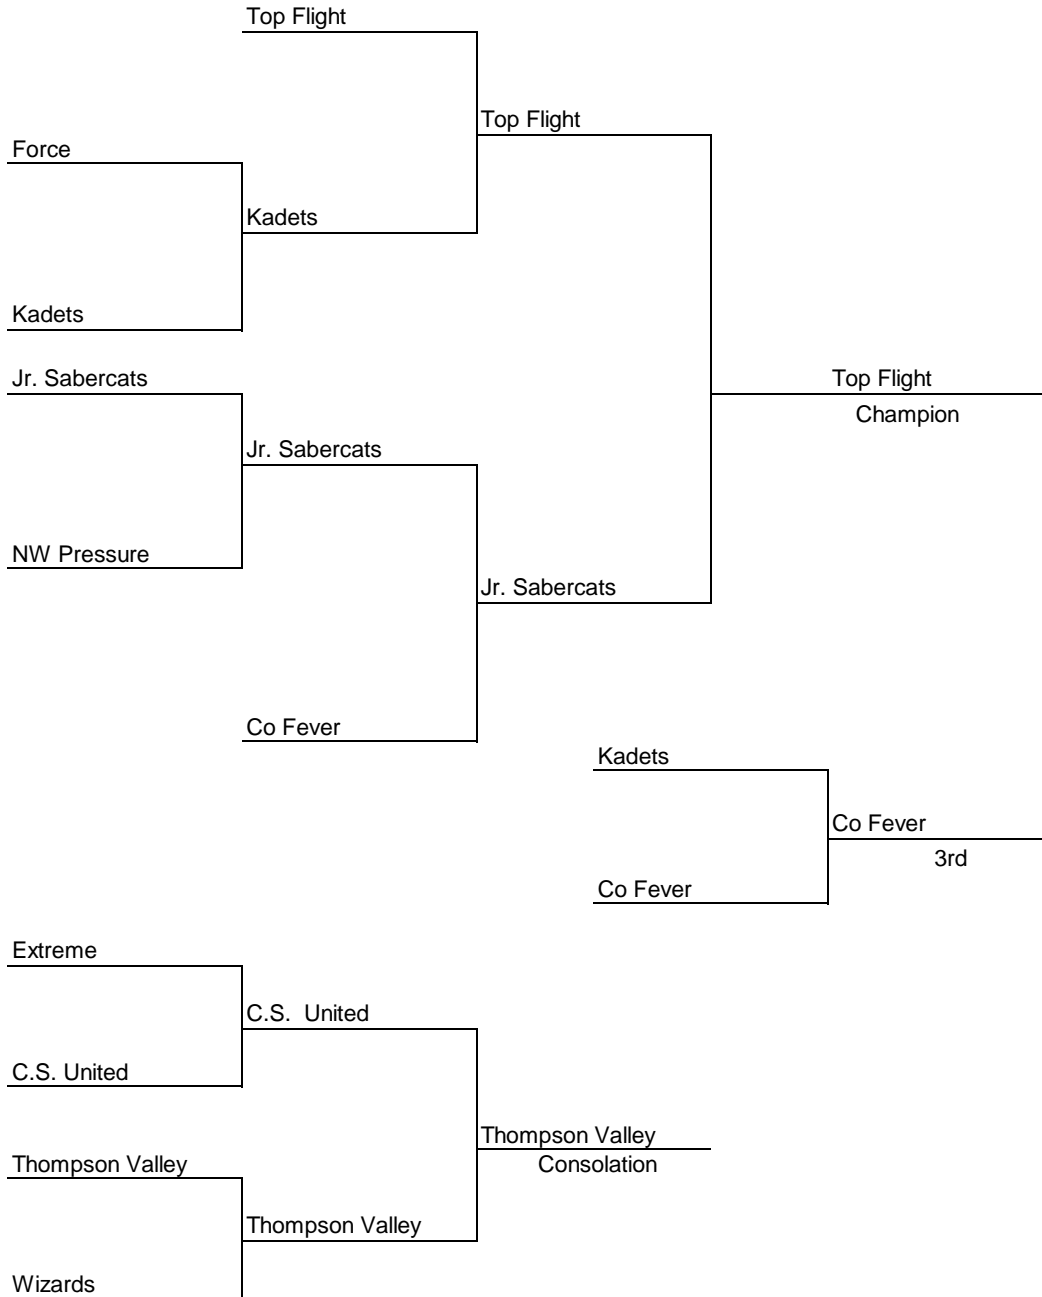 Top Flight
Top Flight
Force
Kadets
Kadets
Jr. Sabercats
Top Flight
Champion
Jr. Sabercats
NW Pressure
Jr. Sabercats
Co Fever
Kadets
Co Fever
3rd
Co Fever
Extreme
C.S.  United
C.S. United
Thompson Valley
Consolation
Thompson Valley
Thompson Valley
Wizards